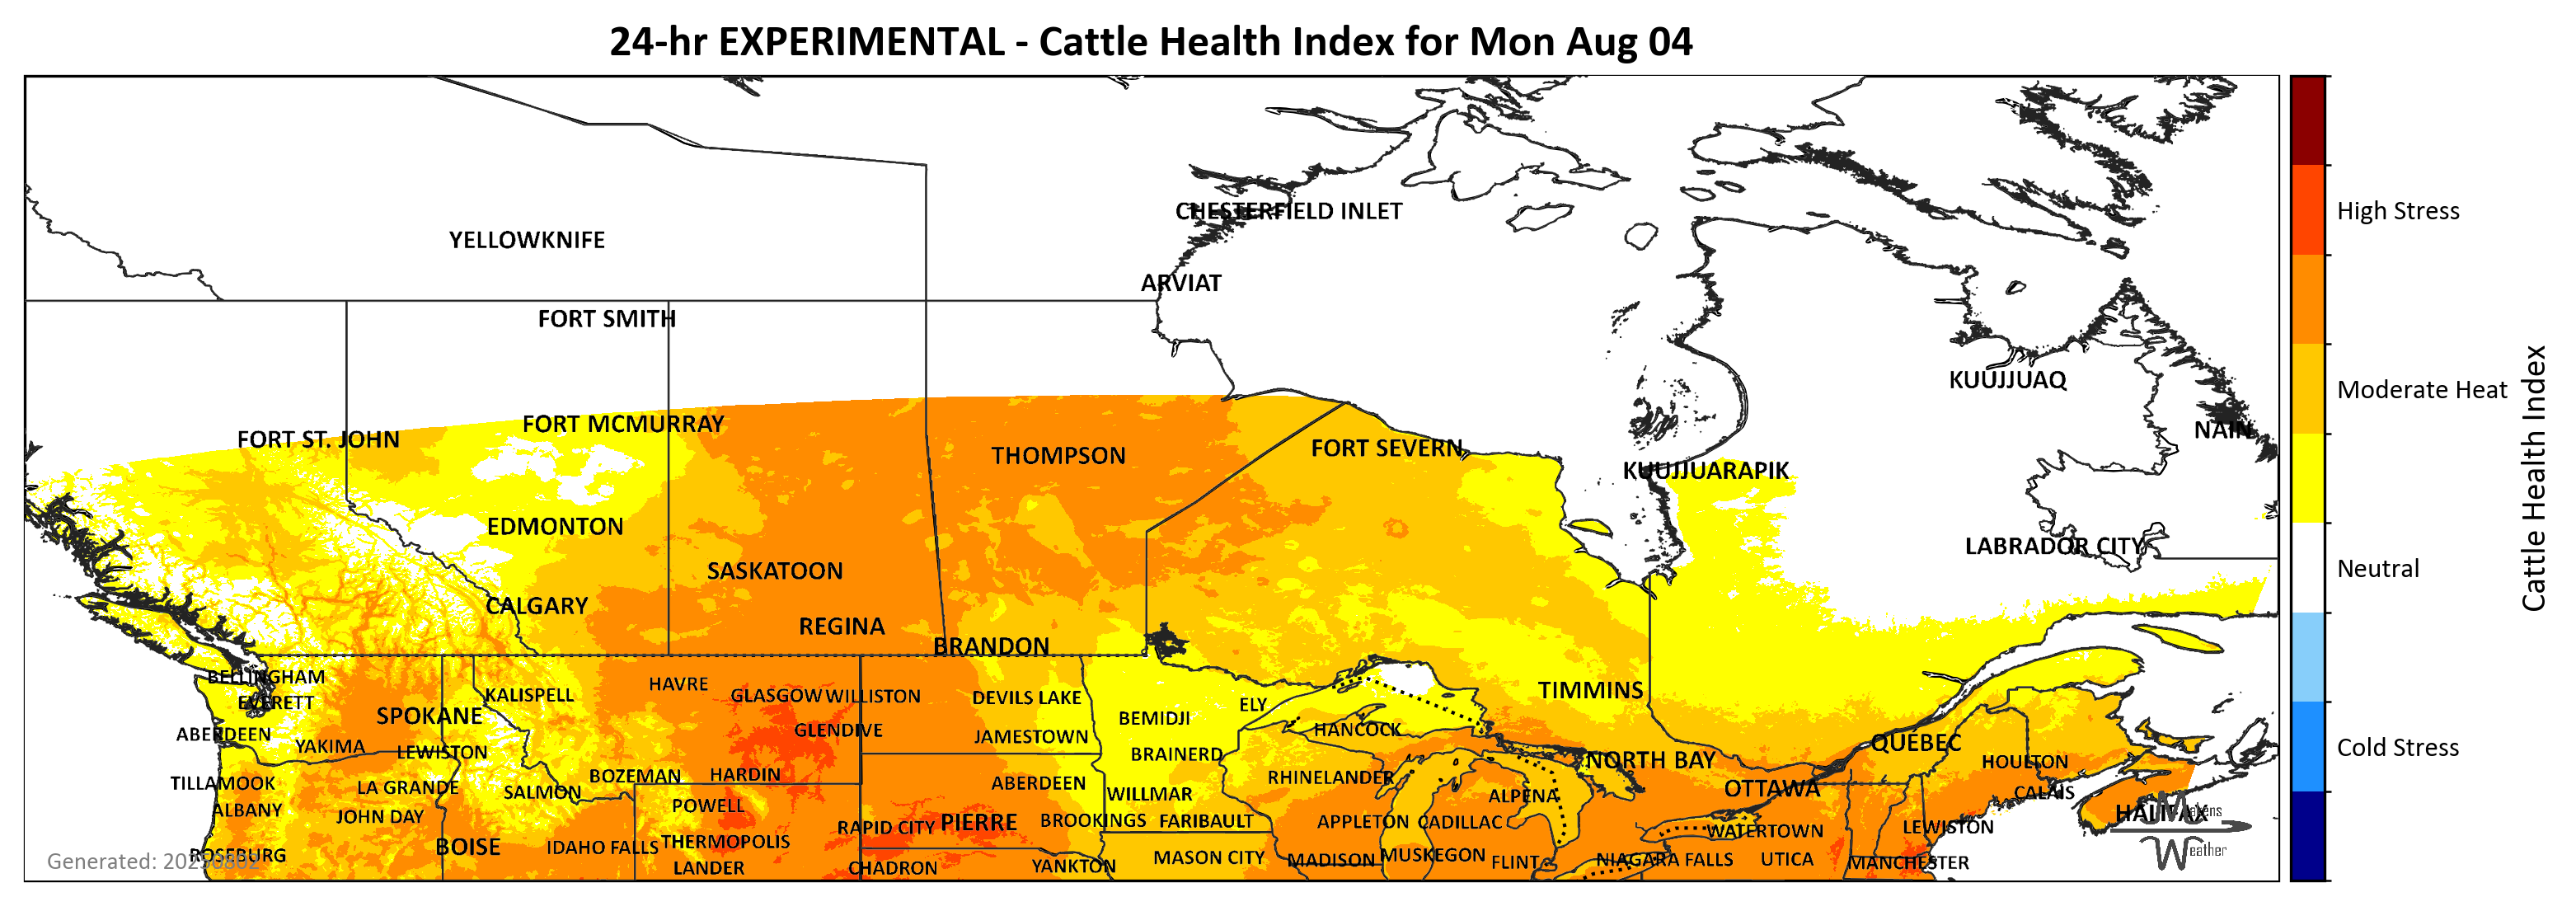 24-hr EXPERIMENTAL - Cattle Health Index for Mon Aug 04
CHESTERFIELD INLET
High Stress
YELLOWKNIFE
ARVIAT
FORT SMITH
KUUJJUAQ
Moderate Heat
FORT MCMURRAY
NAIN
FORT ST. JOHN
THOMPSON
FORT SEVERN
KUUJJUARAPIK
Cattle Health Index
EDMONTON
LABRADOR CITY
SASKATOON
Neutral
CALGARY
REGINA
BRANDON
BELLINGHAM
HAVRE
KALISPELL
GLASGOW
WILLISTON
DEVILS LAKE
TIMMINS
EVERETT
ELY
SPOKANE
BEMIDJI
ABERDEEN
GLENDIVE
JAMESTOWN
HANCOCK
QUÉBEC
YAKIMA
LEWISTON
BRAINERD
NORTH BAY
HOULTON
Cold Stress
TILLAMOOK
LA GRANDE
BOZEMAN
HARDIN
ABERDEEN
RHINELANDER
OTTAWA
SALMON
WILLMAR
ALPENA
CALAIS
ALBANY
JOHN DAY
POWELL
HALIFAX
Makens
RAPID CITY
PIERRE
BROOKINGS
FARIBAULT
APPLETON
CADILLAC
WATERTOWN
LEWISTON
BOISE
IDAHO FALLS
THERMOPOLIS
Weather
ROSEBURG
MASON CITY
MADISON
MUSKEGON
FLINT
NIAGARA FALLS
UTICA
MANCHESTER
Generated: 20250802
LANDER
CHADRON
YANKTON